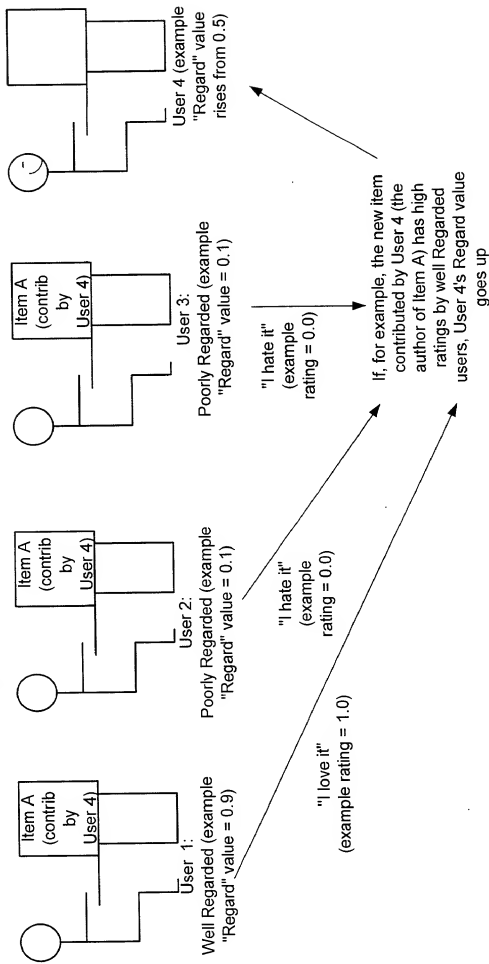 Item A
(contrib
by
User 4)
User 1:
Well Regarded (example
"Regard" value = 0.9)
Item A
(contrib
by
User 4)
User 2:
Poorly Regarded (example
"Regard" value = 0.1)
Item A
(contrib
by
User 4)
User 3:
Poorly Regarded (example
"Regard" value = 0.1)
User 4 (example
"Regard" value
rises from 0.5)
"I love it"
(example rating = 1.0)
"I hate it"
(example
rating = 0.0)
"I hate it"
(example
rating = 0.0)
If, for example, the new item
contributed by User 4 (the
author of Item A) has high
ratings by well Regarded
users, User 4's Regard value
goes up